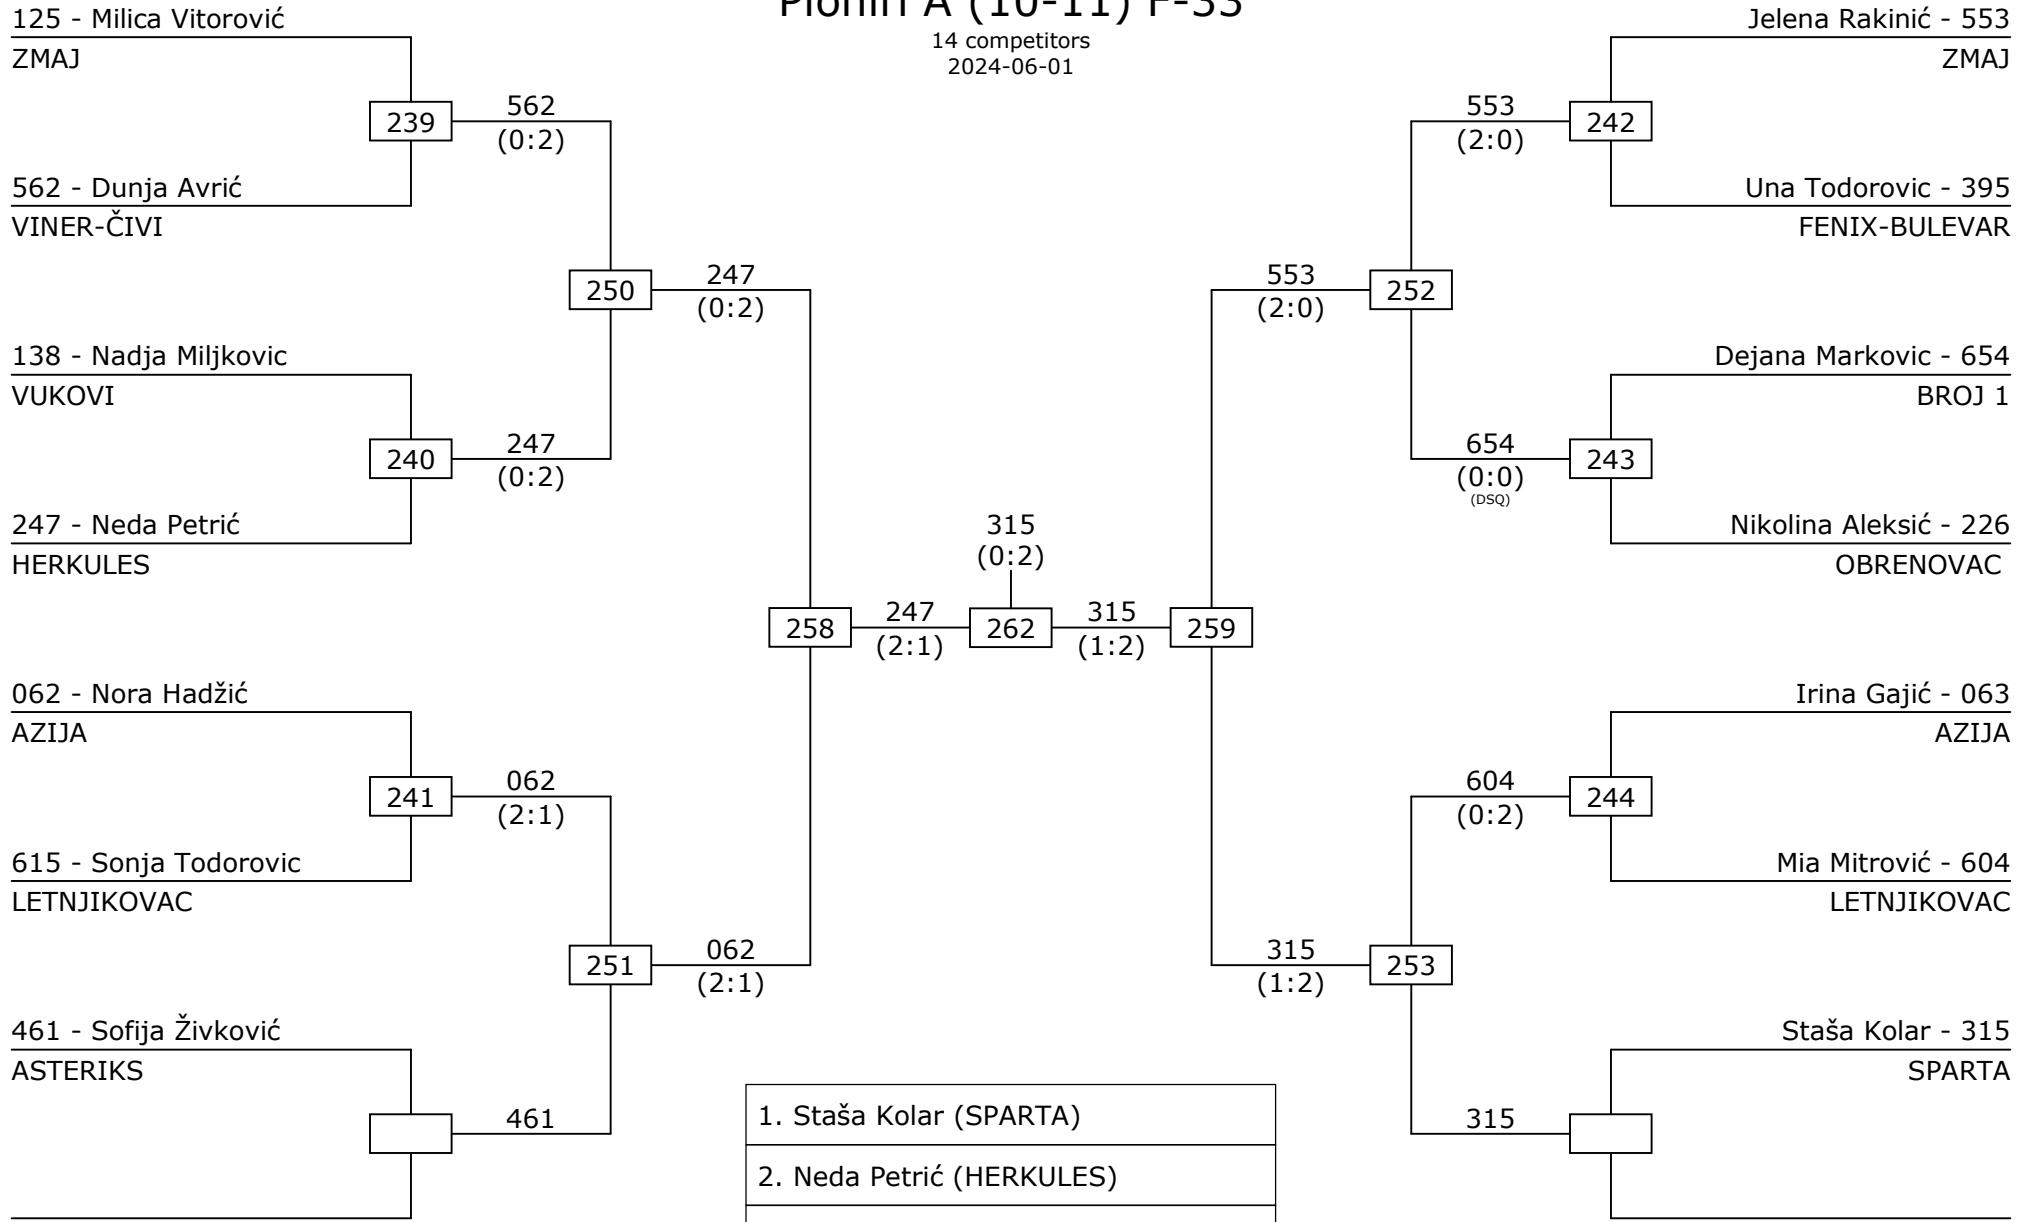 Pioniri A (10-11) F-33
14 competitors
2024-06-01
125 - Milica Vitorović
ZMAJ
239
562
(0:2)
562 - Dunja Avrić
VINER-ČIVI
250
247
(0:2)
138 - Nadja Miljkovic
VUKOVI
240
247
(0:2)
247 - Neda Petrić
HERKULES
258
247
(2:1)
062 - Nora Hadžić
AZIJA
241
062
(2:1)
615 - Sonja Todorovic
LETNJIKOVAC
251
062
(2:1)
461 - Sofija Živković
ASTERIKS
461
315
(0:2)
262
Jelena Rakinić - 553
ZMAJ
553
(2:0)
242
Una Todorovic - 395
FENIX-BULEVAR
553
(2:0)
252
Dejana Markovic - 654
BROJ 1
654
(0:0)
(DSQ)
243
Nikolina Aleksić - 226
OBRENOVAC
315
(1:2)
259
Irina Gajić - 063
AZIJA
604
(0:2)
244
Mia Mitrović - 604
LETNJIKOVAC
315
(1:2)
253
Staša Kolar - 315
SPARTA
315
1. Staša Kolar (SPARTA)
2. Neda Petrić (HERKULES)